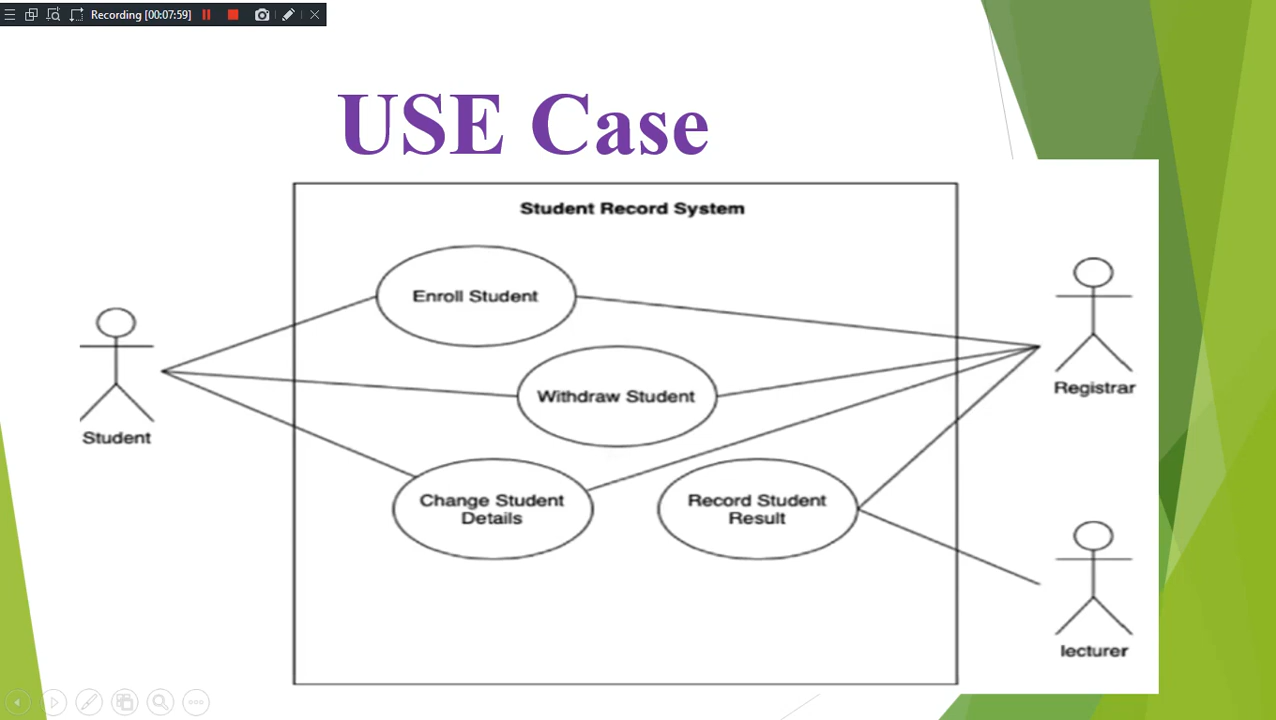 Recording [00:07:59]
USE Case
Student Record System
Enroll Student
Withdraw Student
Change Student
Details
Record Student
Result
Student
Registrar
lecturer